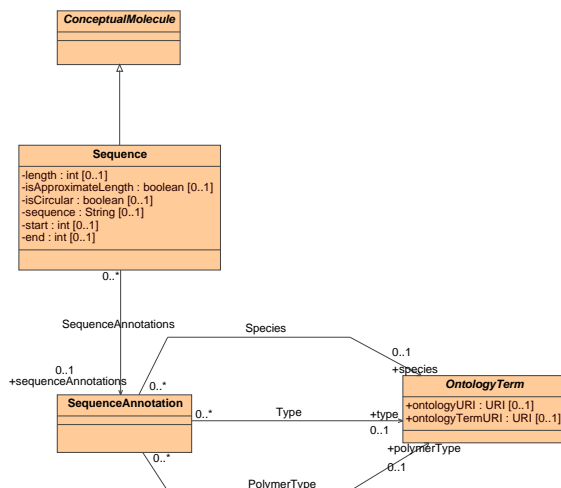 ConceptualMolecule
Sequence
-length : int [0..1]
-isApproximateLength : boolean [0..1]
-isCircular : boolean [0..1]
-sequence : String [0..1]
-start : int [0..1]
-end : int [0..1]
0..*
SequenceAnnotations
Species
0..1
+sequenceAnnotations
0..1
+species
0..*
SequenceAnnotation
OntologyTerm
+ontologyURI : URI [0..1]
+ontologyTermURI : URI [0..1]
0..*
Type
+type
0..1
+polymerType
0..*
0..1
PolymerType